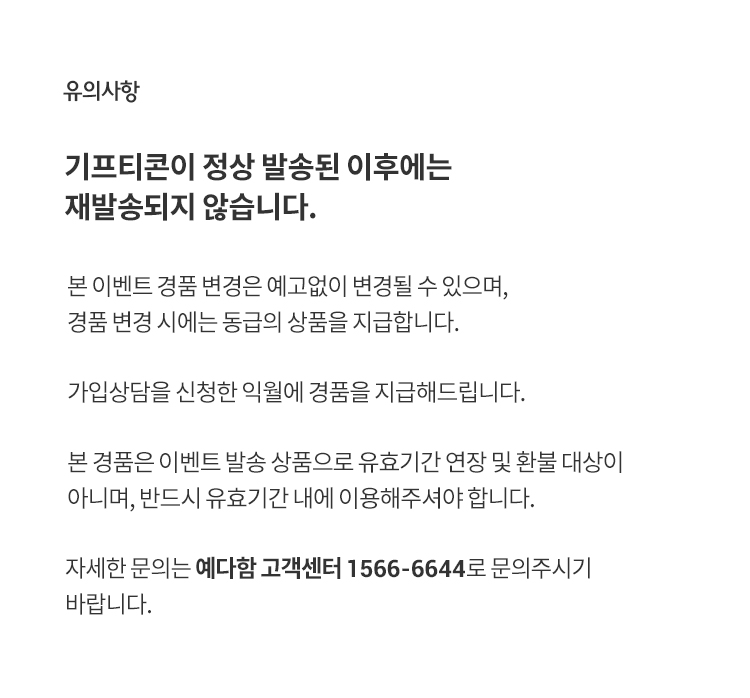 유의사항
기프티콘이 정상 발송된 이후에는
재발송되지 않습니다.
본 이벤트 경품 변경은 예고없이 변경될 수 있으며,
경품 변경 시에는 동급의 상품을 지급합니다.
가입상담을 신청한 익월에 경품을 지급해드립니다.
본 경품은 이벤트 발송 상품으로 유효기간 연장 및 환불 대상이
아니며, 반드시 유효기간 내에 이용해주셔야 합니다.
자세한 문의는 예다함 고객센터 1566-6644로 문의주시기
바랍니다.